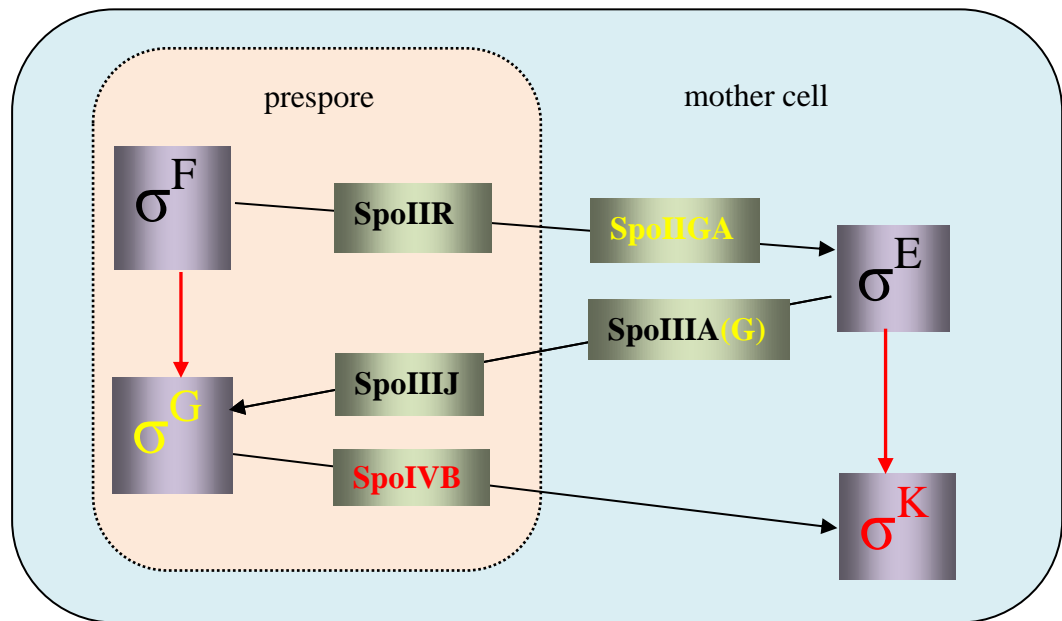 prespore
mother cell
σF
SpoIIR
SpoIIGA
σE
SpoIIIA(G)
SpoIIIJ
σG
SpoIVB
σK